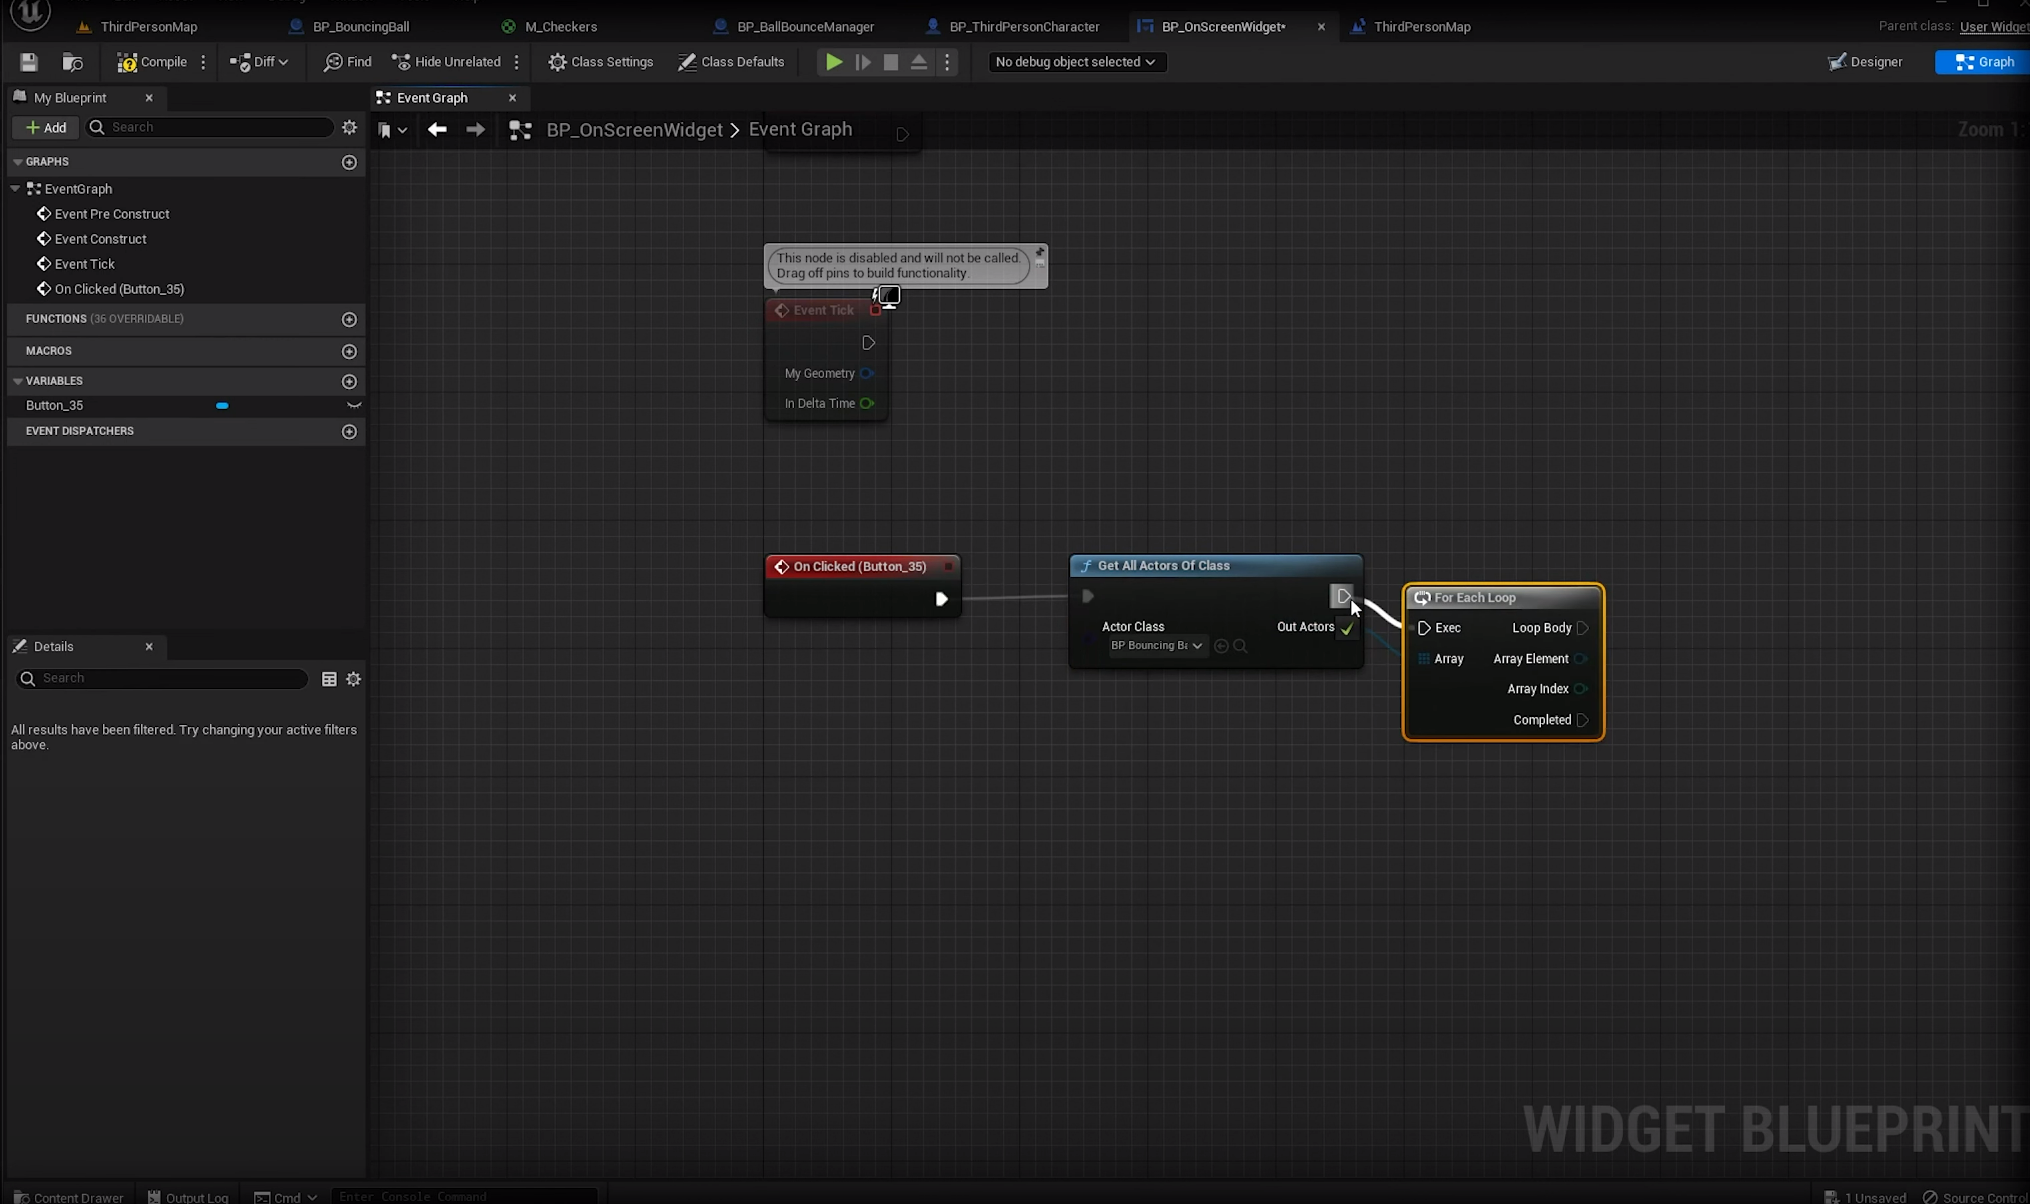 ThirdPersonMap
BP_BouncingBall
M_Checkers
BP_BallBounceManager
BP_ThirdPersonCharacter
BP_OnScreenWidget*
ThirdPersonMap
Parent class: User Widget
Compile
Diff
Find
Hide Unrelated
Class Settings
Class Defaults
No debug object selected
Designer
Graph
My Blueprint
Event Graph
Add
Search
BP_OnScreenWidget > Event Graph
Zoom 1:
GRAPHS
EventGraph
Event Pre Construct
Event Construct
Event Tick
On Clicked (Button_35)
FUNCTIONS (36 OVERRIDABLE)
MACROS
VARIABLES
Button_35
EVENT DISPATCHERS
Details
Search
All results have been filtered. Try changing your active filters
above.
This node is disabled and will not be called.
Drag off pins to build functionality.
Event Tick
My Geometry
In Delta Time
On Clicked (Button_35)
Get All Actors Of Class
Actor Class
Out Actors
BP Bouncing Ba
For Each Loop
Exec
Loop Body
Array
Array Element
Array Index
Completed
WIDGET BLUEPRINT
Content Drawer
Output Log
Cmd
Enter Console Command
1 Unsaved
Source Control